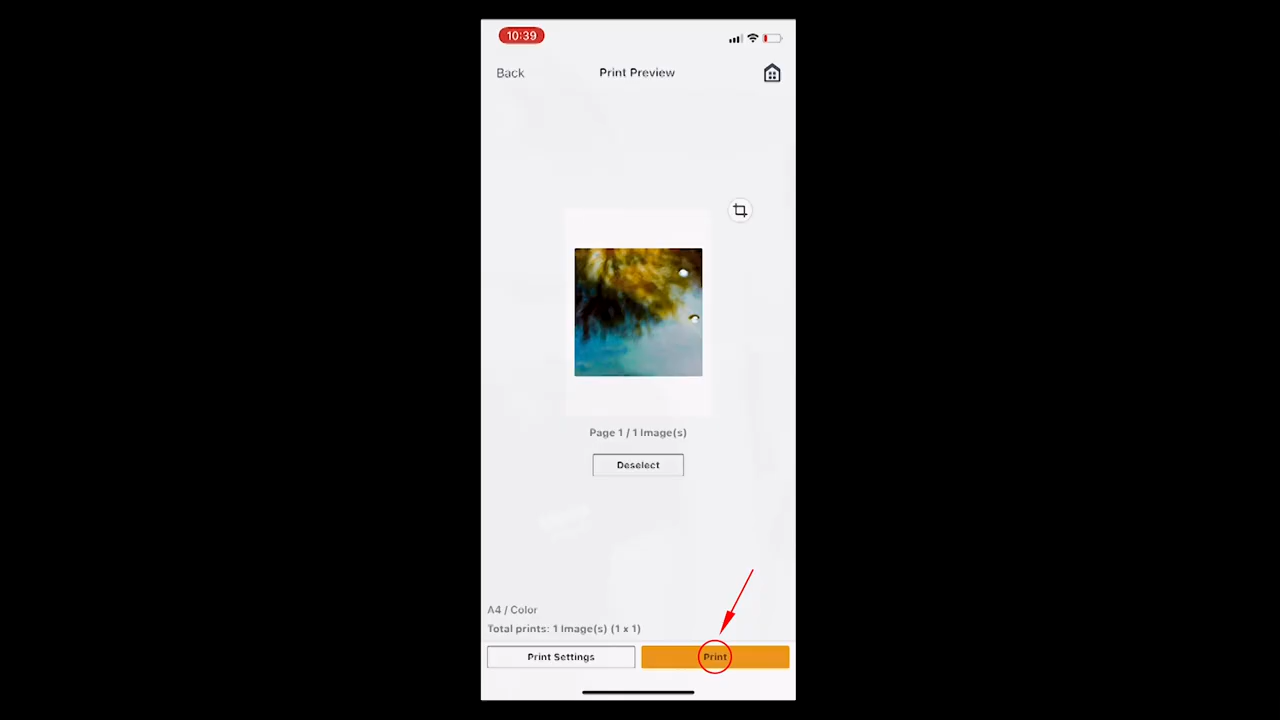 10:39
Back
Print Preview
Page 1 / 1 Image(s)
Deselect
A4 / Color
Total prints: 1 Image(s) (1 x 1)
Print Settings
Print